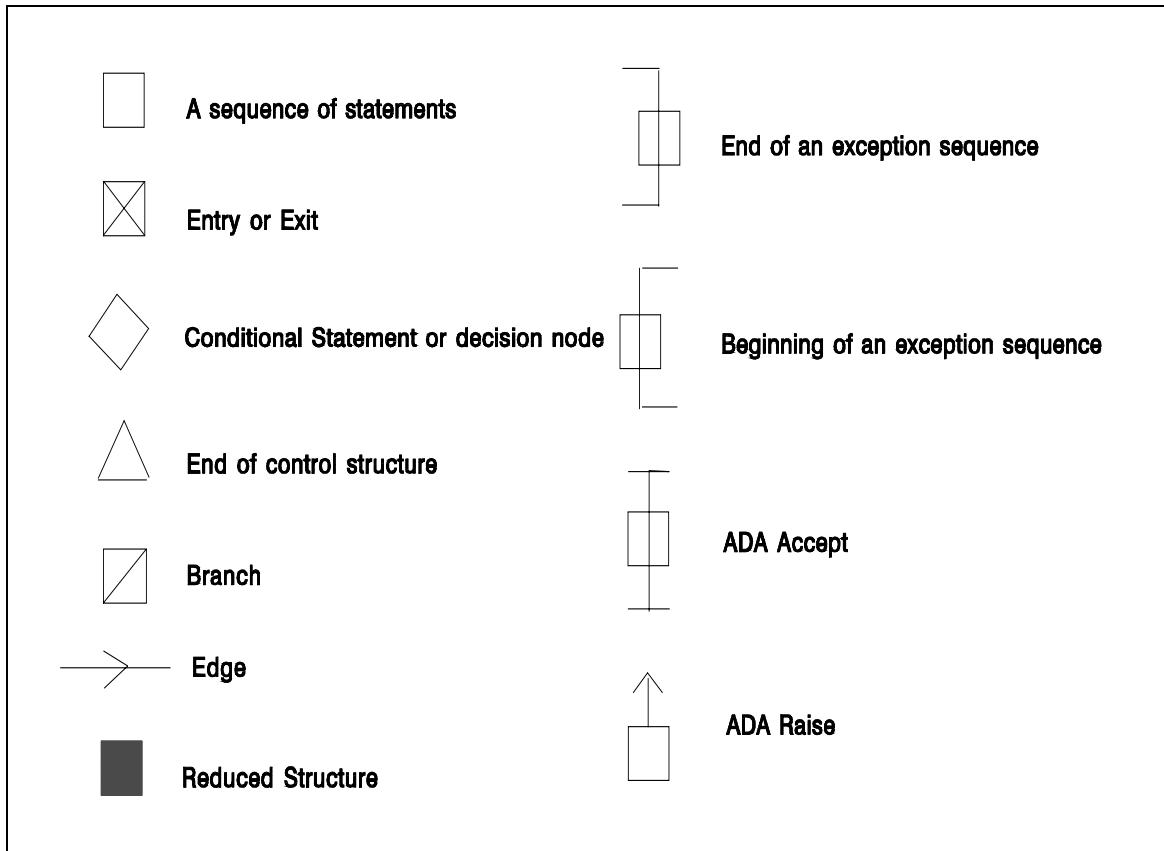 A sequence of statements
Entry or Exit
Conditional Statement or decision node
End of control structure
Branch
Edge
Reduced Structure
End of an exception sequence
Beginning of an exception sequence
ADA Accept
ADA Raise